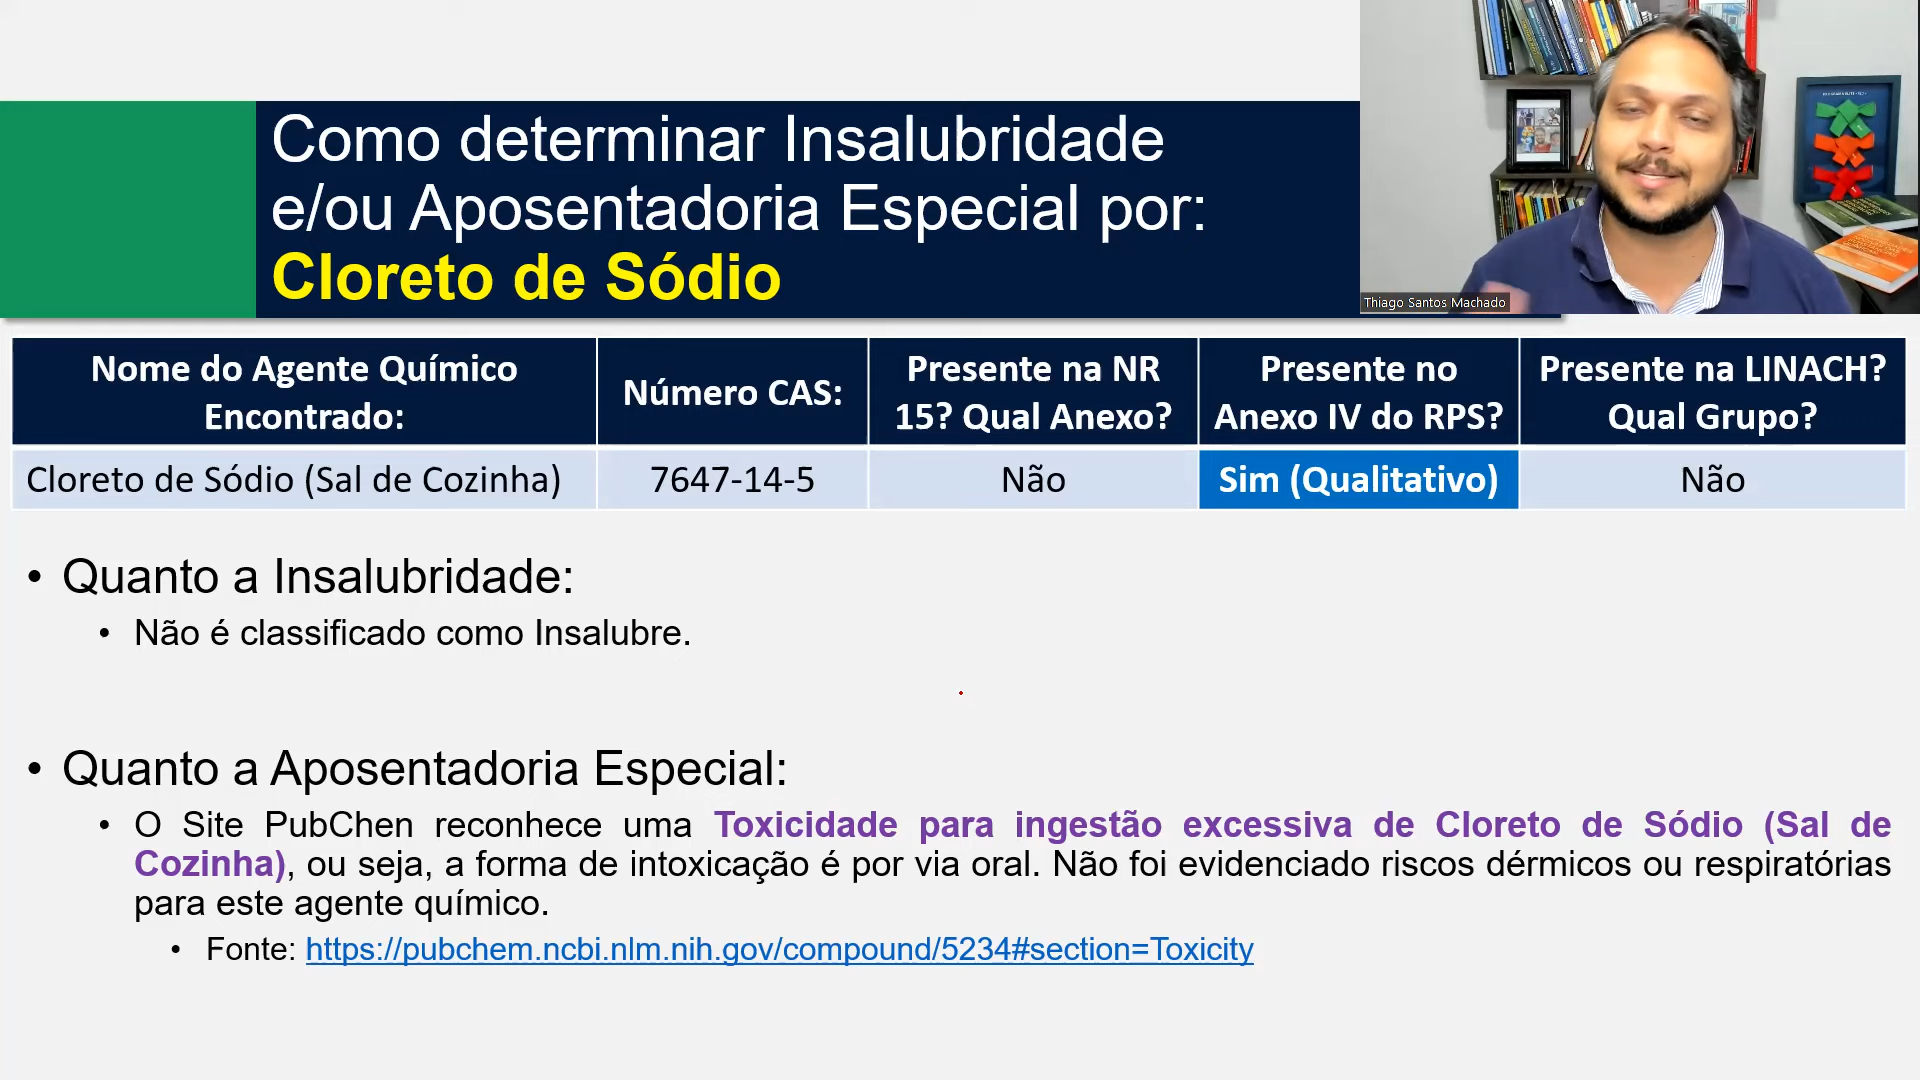 Como determinar Insalubridade
e/ou Aposentadoria Especial por:
Cloreto de Sódio
Thiago Santos Machado
Nome do Agente Químico
Encontrado:
Número CAS:
Presente na NR
15? Qual Anexo?
Presente no
Anexo IV do RPS?
Presente na LINACH?
Qual Grupo?
Cloreto de Sódio (Sal de Cozinha)
7647-14-5
Não
Sim (Qualitativo)
Não
• Quanto a Insalubridade:
• Não é classificado como Insalubre.
• Quanto a Aposentadoria Especial:
• O Site PubChen reconhece uma Toxicidade para ingestão excessiva de Cloreto de Sódio (Sal de
Cozinha), ou seja, a forma de intoxicação é por via oral. Não foi evidenciado riscos dérmicos ou respiratórias
para este agente químico.
• Fonte: https://pubchem.ncbi.nlm.nih.gov/compound/5234#section=Toxicity